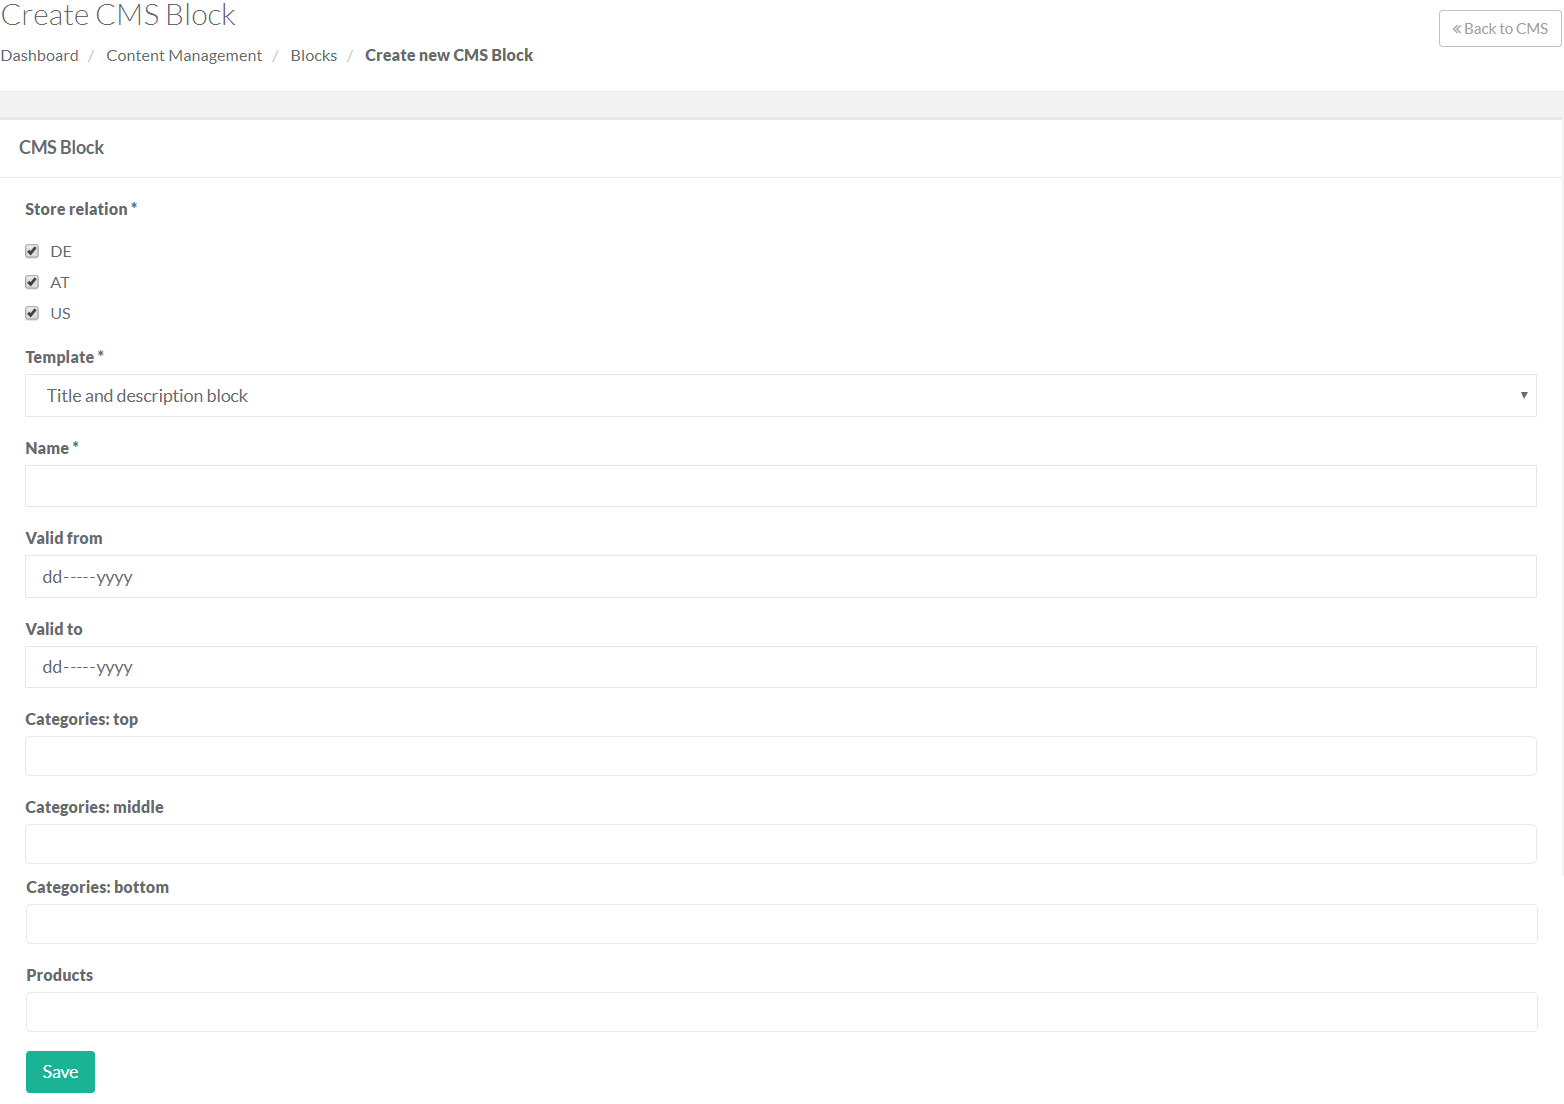 Create CMS Block
« Back to CMS
Dashboard / Content Management / Blocks / Create new CMS Block
CMS Block
Store relation *
DE
AT
US
Template *
Title and description block
Name *
Valid from
dd-----yyyy
Valid to
dd-----yyyy
Categories: top
Categories: middle
Categories: bottom
Products
Save